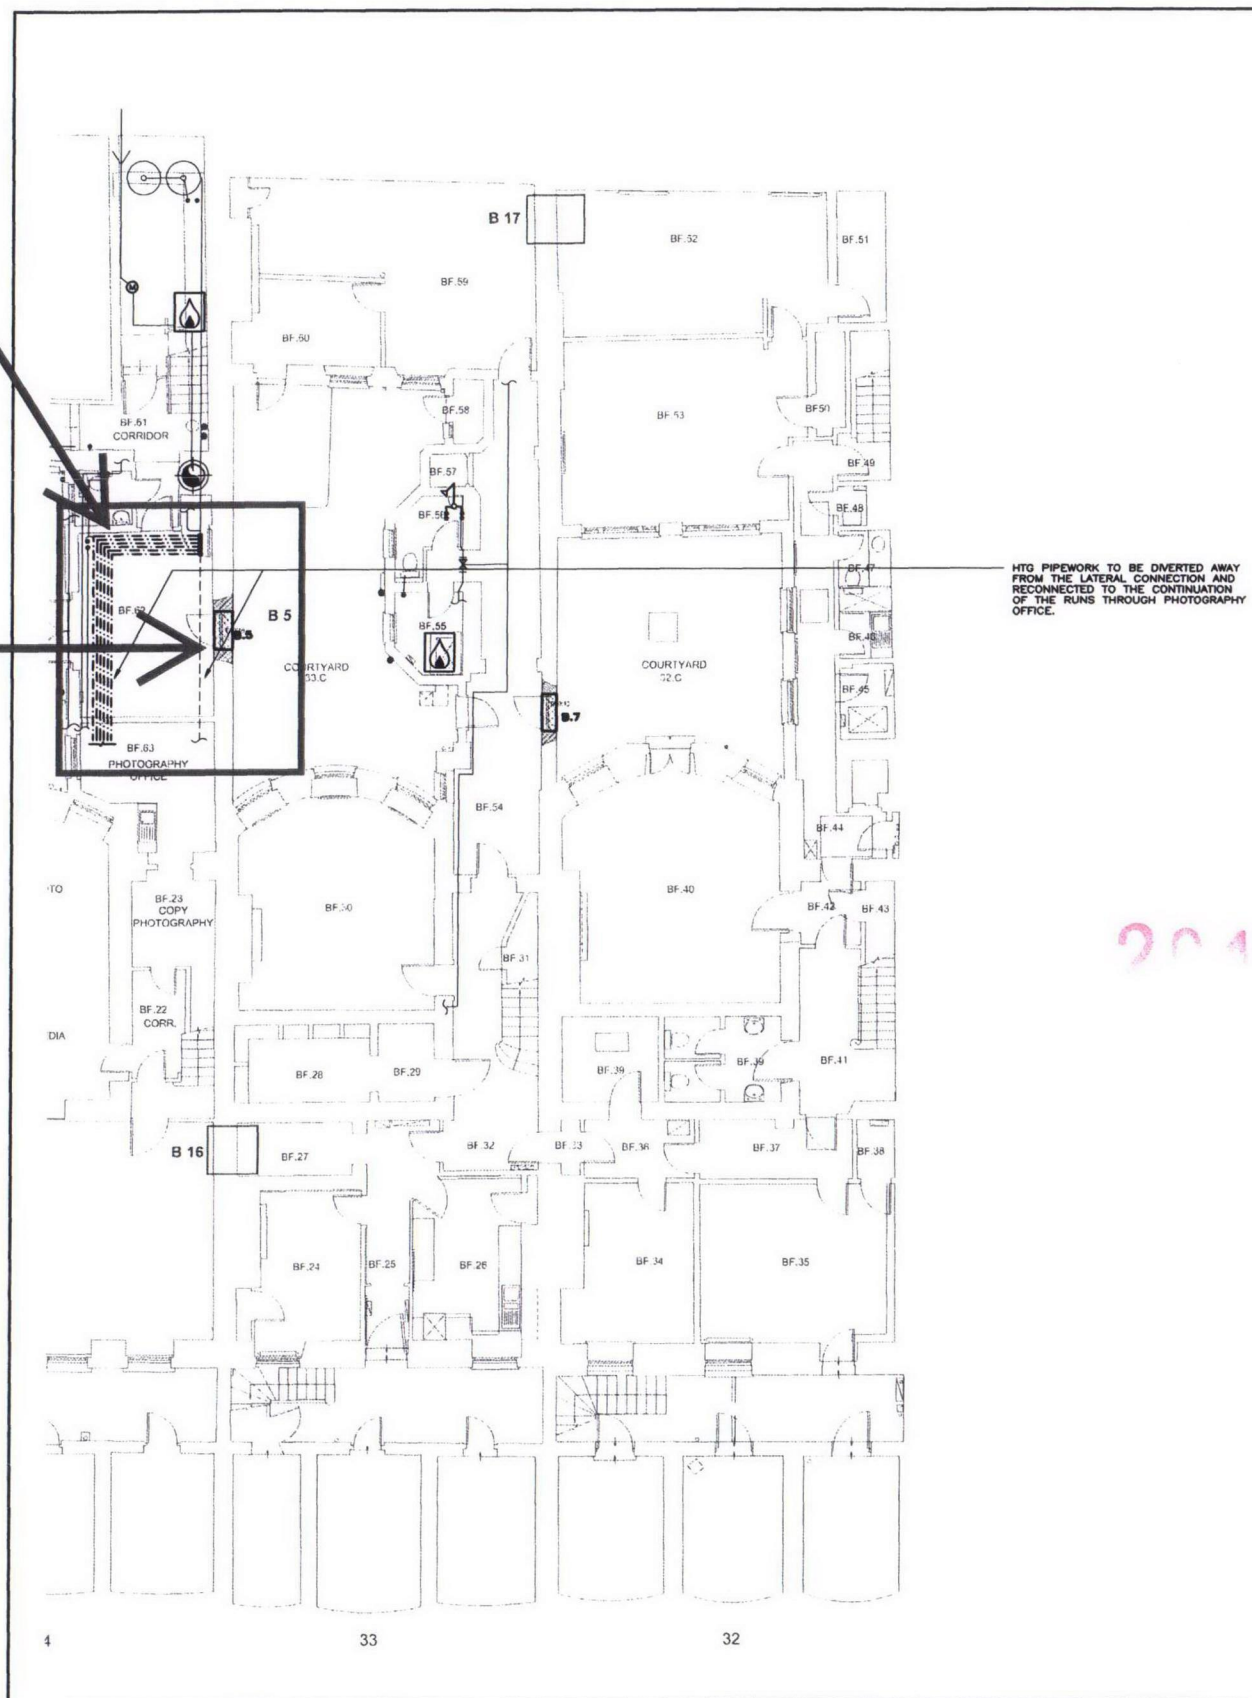 B 17
BF.52
BF.51
BF.59
BF.60
BF.53
BF.58
BF50
BF.61
CORRIDOR
BF.49
BF.57
BF.48
BF.47
HTG PIPEWORK TO BE DIVERTED AWAY
FROM THE LATERAL CONNECTION AND
RECONNECTED TO THE CONTINUATION
OF THE RUNS THROUGH PHOTOGRAPHY
OFFICE.
M
B 5
BF.55
BF.46
COURTYARD
COURTYARD
BF.45
B.7
BF.63
PHOTOGRAPHY
OFFICE
BF.54
BF.44
TO
BF.23
COPY
PHOTOGRAPHY
BF.40
BF.42
BF.43
BF.31
BF.22
CORR.
DIA
BF.28
BF.29
BF.39
BF.39
BF.41
B 16
BF.27
BF.32
BF.33
BF.36
BF.37
BF.38
BF.24
BF.25
BF.26
BF.34
BF.35
4
33
32